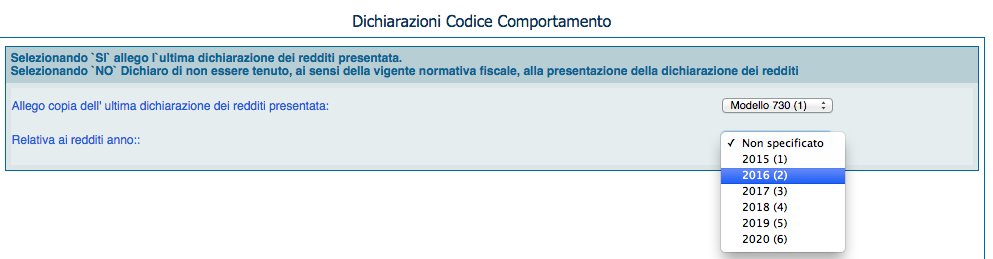 Dichiarazioni Codice Comportamento
Selezionando `SI` allego l`ultima dichiarazione dei redditi presentata.
Selezionando `NO` Dichiaro di non essere tenuto, ai sensi della vigente normativa fiscale, alla presentazione della dichiarazione dei redditi
Allego copia dell' ultima dichiarazione dei redditi presentata:
Modello 730 (1)
Relativa ai redditi anno::
✓ Non specificato
2015 (1)
2016 (2)
2017 (3)
2018 (4)
2019 (5)
2020 (6)